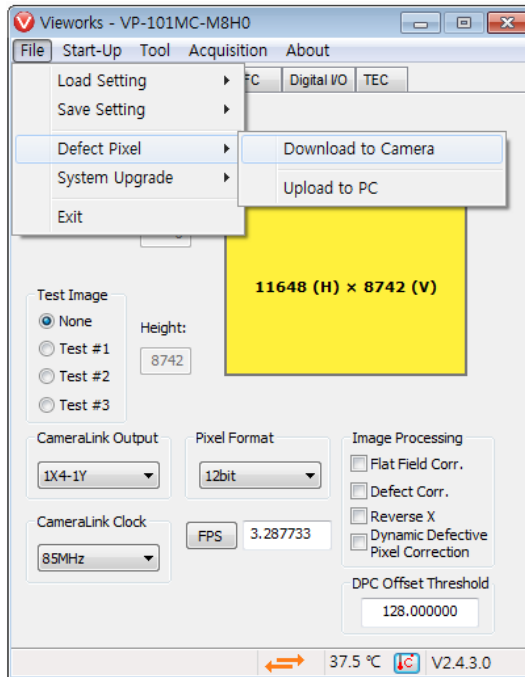 Vieworks - VP-101MC-M8H0
File Start-Up Tool Acquisition About
Load Setting
FC Digital I/O TEC
Save Setting
Defect Pixel
Download to Camera
System Upgrade
Upload to PC
Exit
11648 (H) × 8742 (V)
Test Image
None
Height:
Test #1
8742
Test #2
Test #3
CameraLink Output
Pixel Format
Image Processing
1X4-1Y
12bit
Flat Field Corr.
Defect Corr.
Reverse X
CameraLink Clock
FPS 3.287733
Dynamic Defective
Pixel Correction
85MHz
DPC Offset Threshold
128.000000
37.5 ℃ V2.4.3.0